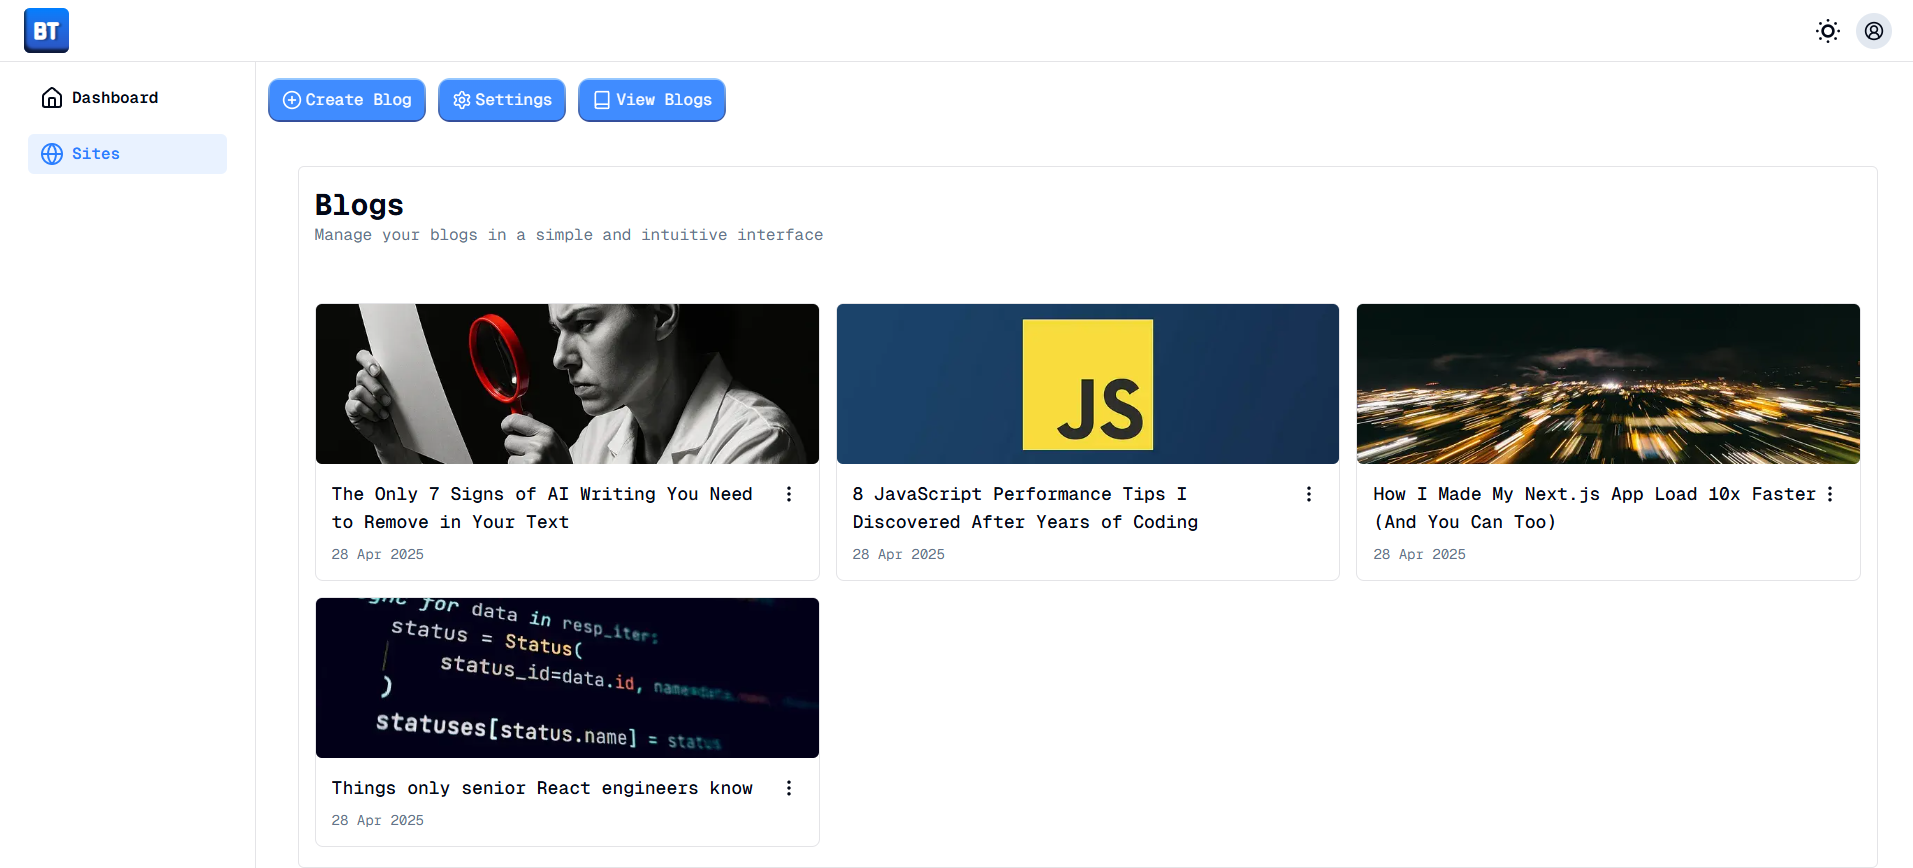 BT
Dashboard
Sites
Create Blog
Settings
View Blogs
Blogs
Manage your blogs in a simple and intuitive interface
JS
The Only 7 Signs of AI Writing You Need
to Remove in Your Text
28 Apr 2025
8 JavaScript Performance Tips I
Discovered After Years of Coding
28 Apr 2025
How I Made My Next.js App Load 10x Faster
(And You Can Too)
28 Apr 2025
for data in resp_iter:
status = Status(
status_id=data.id, name=data.name,
)
statuses[status.name] = status
Things only senior React engineers know
28 Apr 2025